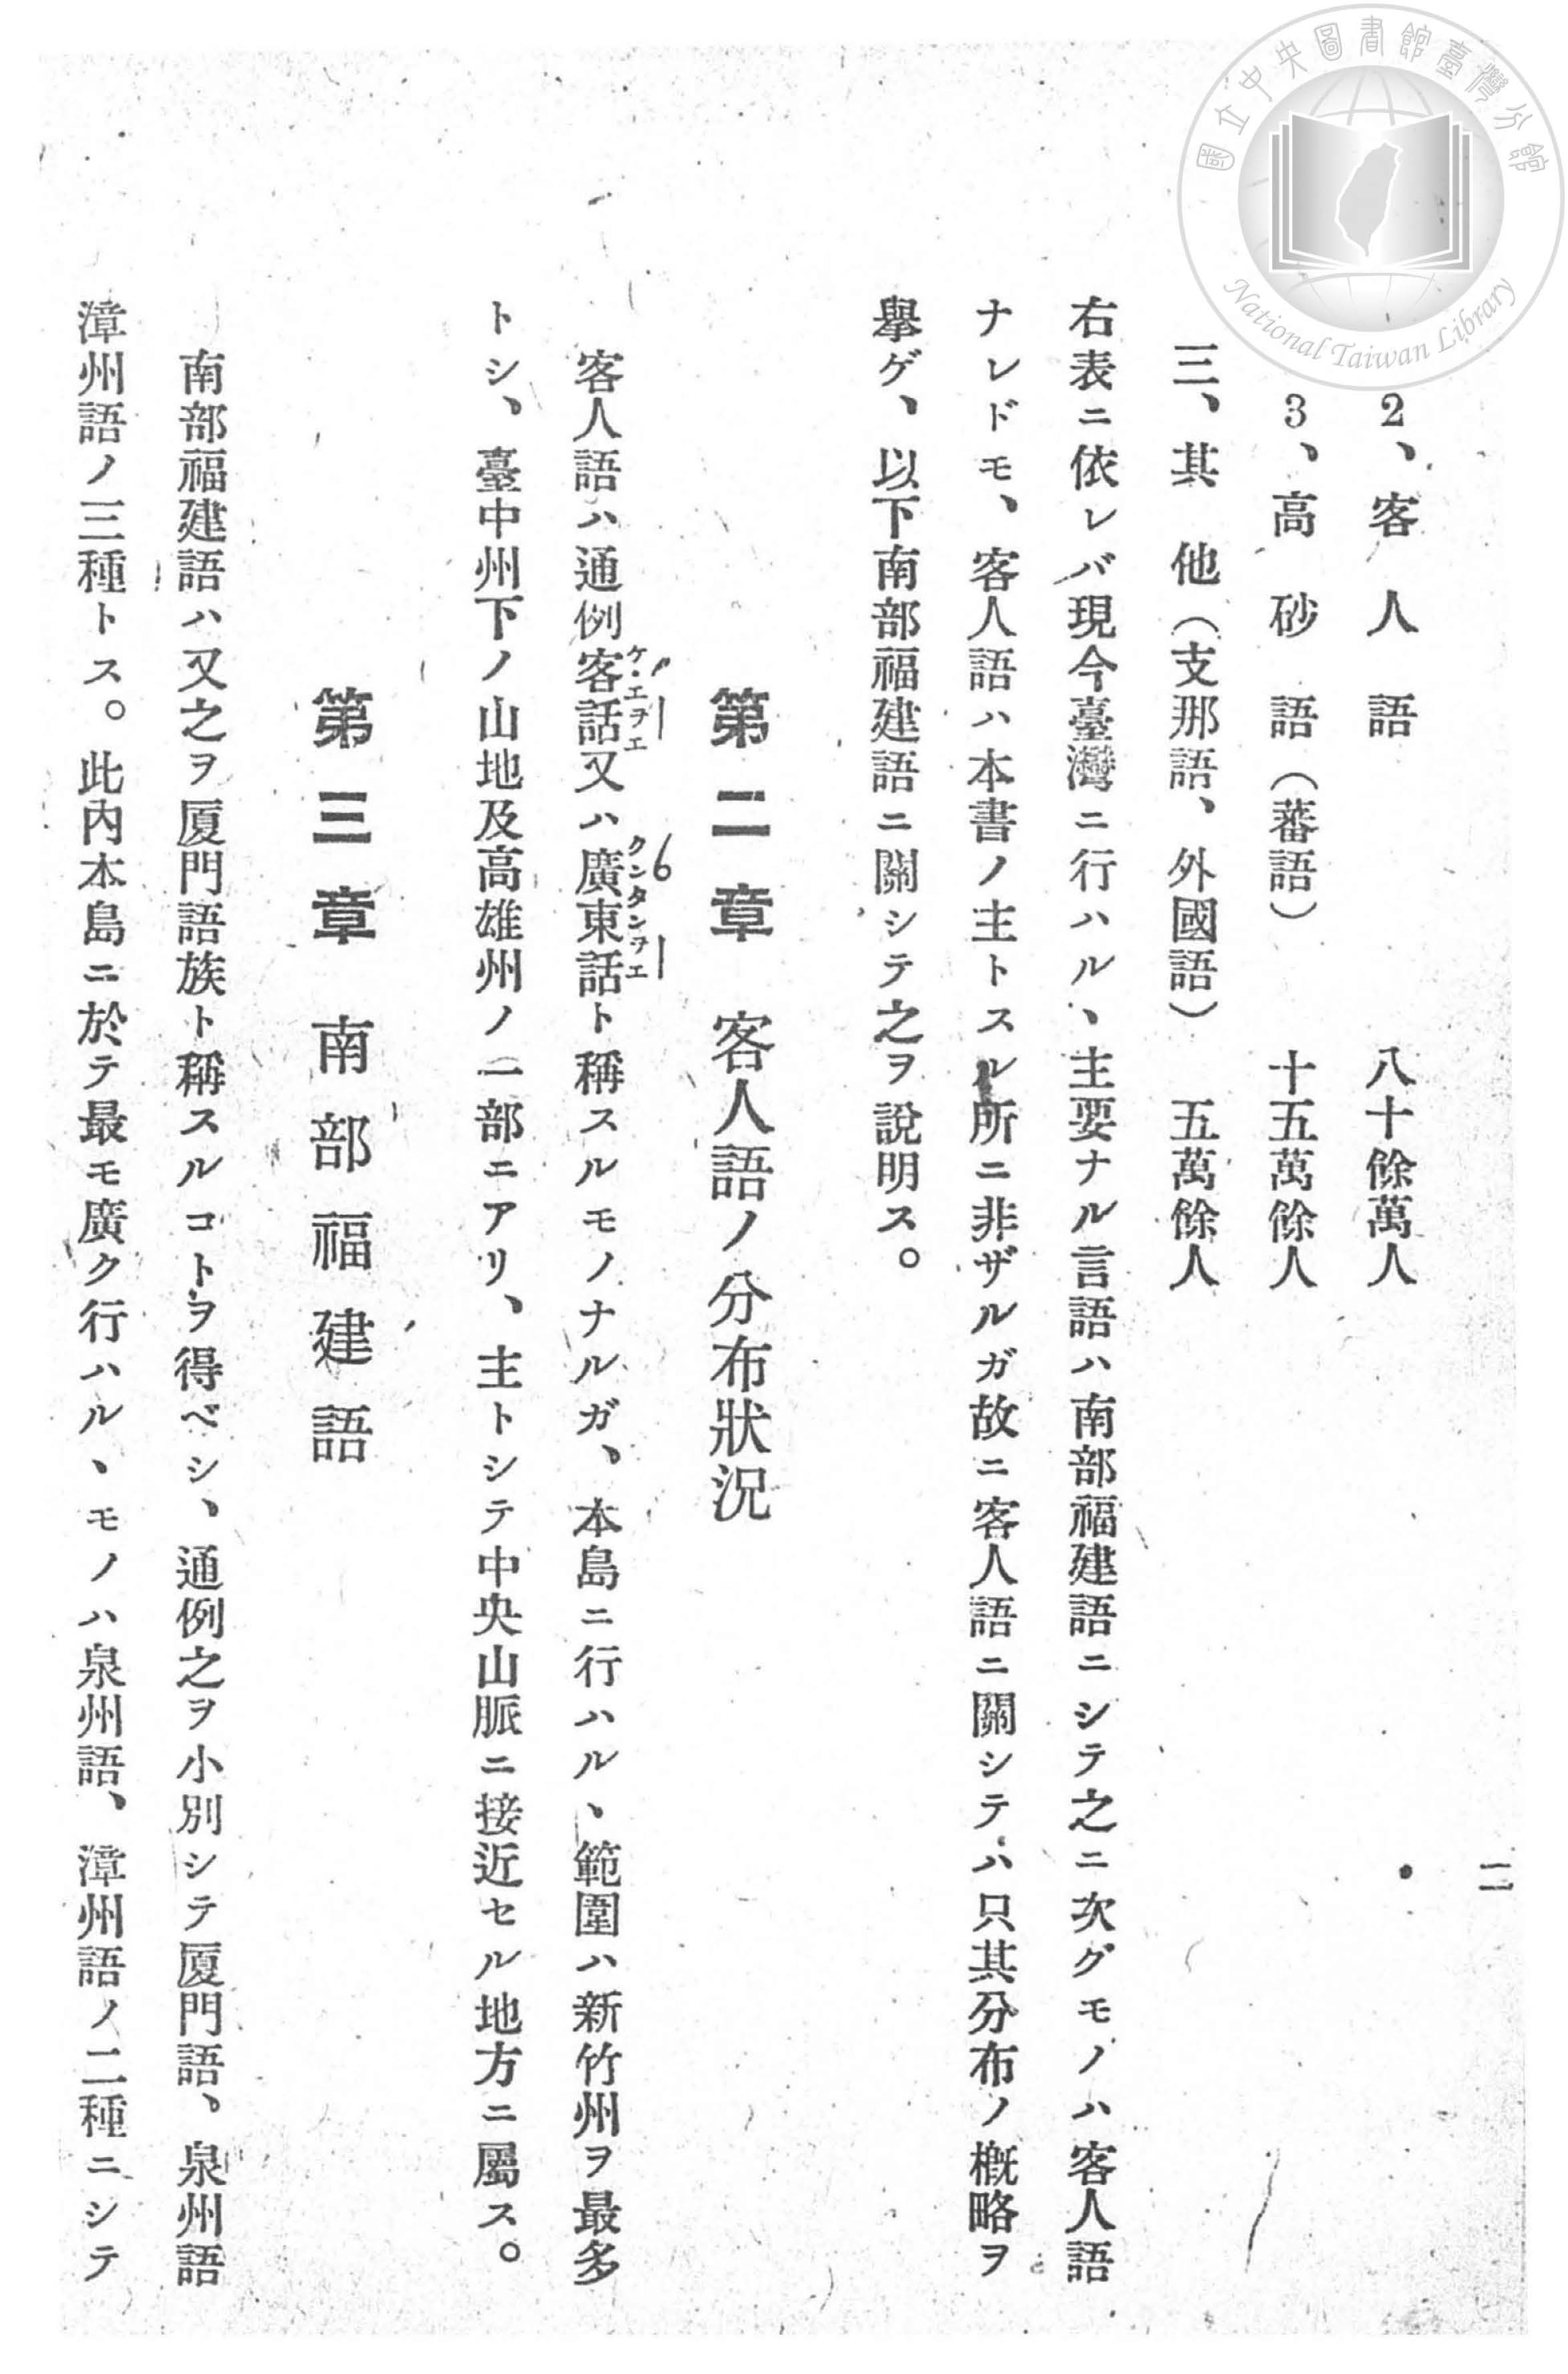 國立中央圖書館臺灣分館
National Taiwan Library
二
2、客人語 八十餘萬人
3、高砂語（蕃語） 十五萬餘人
三、其他（支那語、外國語） 五萬餘人
右表ニ依レバ現今臺灣ニ行ハル、主要ナル言語ハ南部福建語ニシテ之ニ次グモノハ客人語
ナレドモ、客人語ハ本書ノ主トスル所ニ非ザルガ故ニ客人語ニ關シテハ只其分布ノ槪略ヲ
擧ゲ、以下南部福建語ニ關シテ之ヲ說明ス。
第二章 客人語ノ分布狀況
客人語ハ通例客話又ハ廣東話ト稱スルモノナルガ、本島ニ行ハル、範圍ハ新竹州ヲ最多
クンタンヲエ
トシ、臺中州下ノ山地及高雄州ノ一部ニアリ、主トシテ中央山脈ニ接近セル地方ニ屬ス。
第三章 南部福建語
南部福建語ハ又之ヲ厦門語族ト稱スルコトヲ得ベシ、通例之ヲ小別シテ厦門語、泉州語
漳州語ノ三種トス。此內本島ニ於テ最モ廣ク行ハル、モノハ泉州語、漳州語ノ二種ニシテ